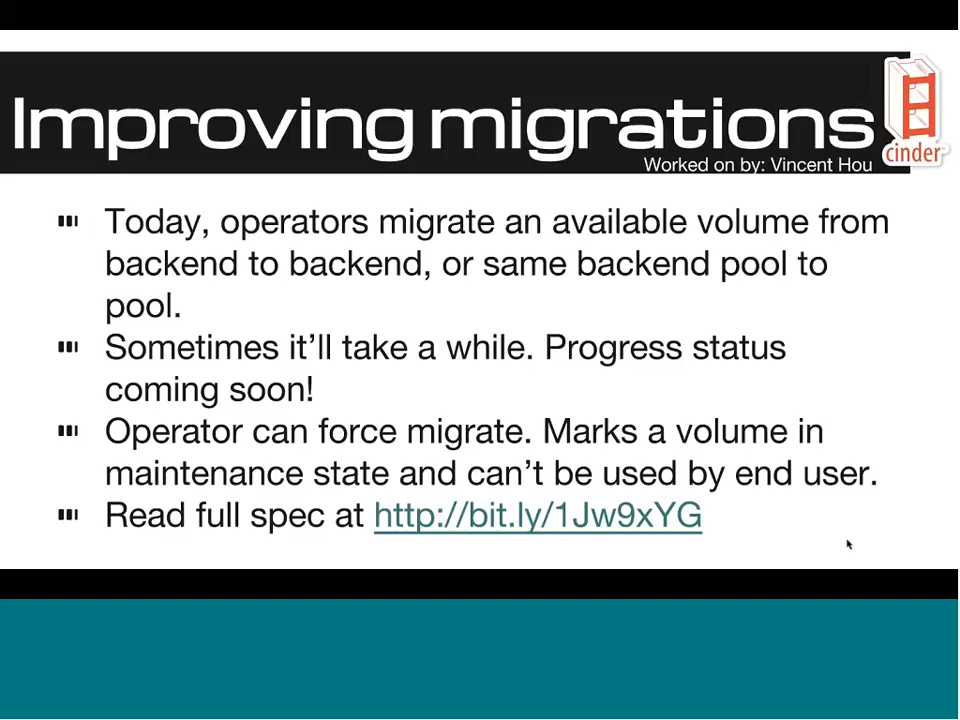 Improving migrations
cinder
Worked on by: Vincent Hou
Today, operators migrate an available volume from
backend to backend, or same backend pool to
pool.
Sometimes it’ll take a while. Progress status
coming soon!
Operator can force migrate. Marks a volume in
maintenance state and can’t be used by end user.
Read full spec at http://bit.ly/1Jw9xYG